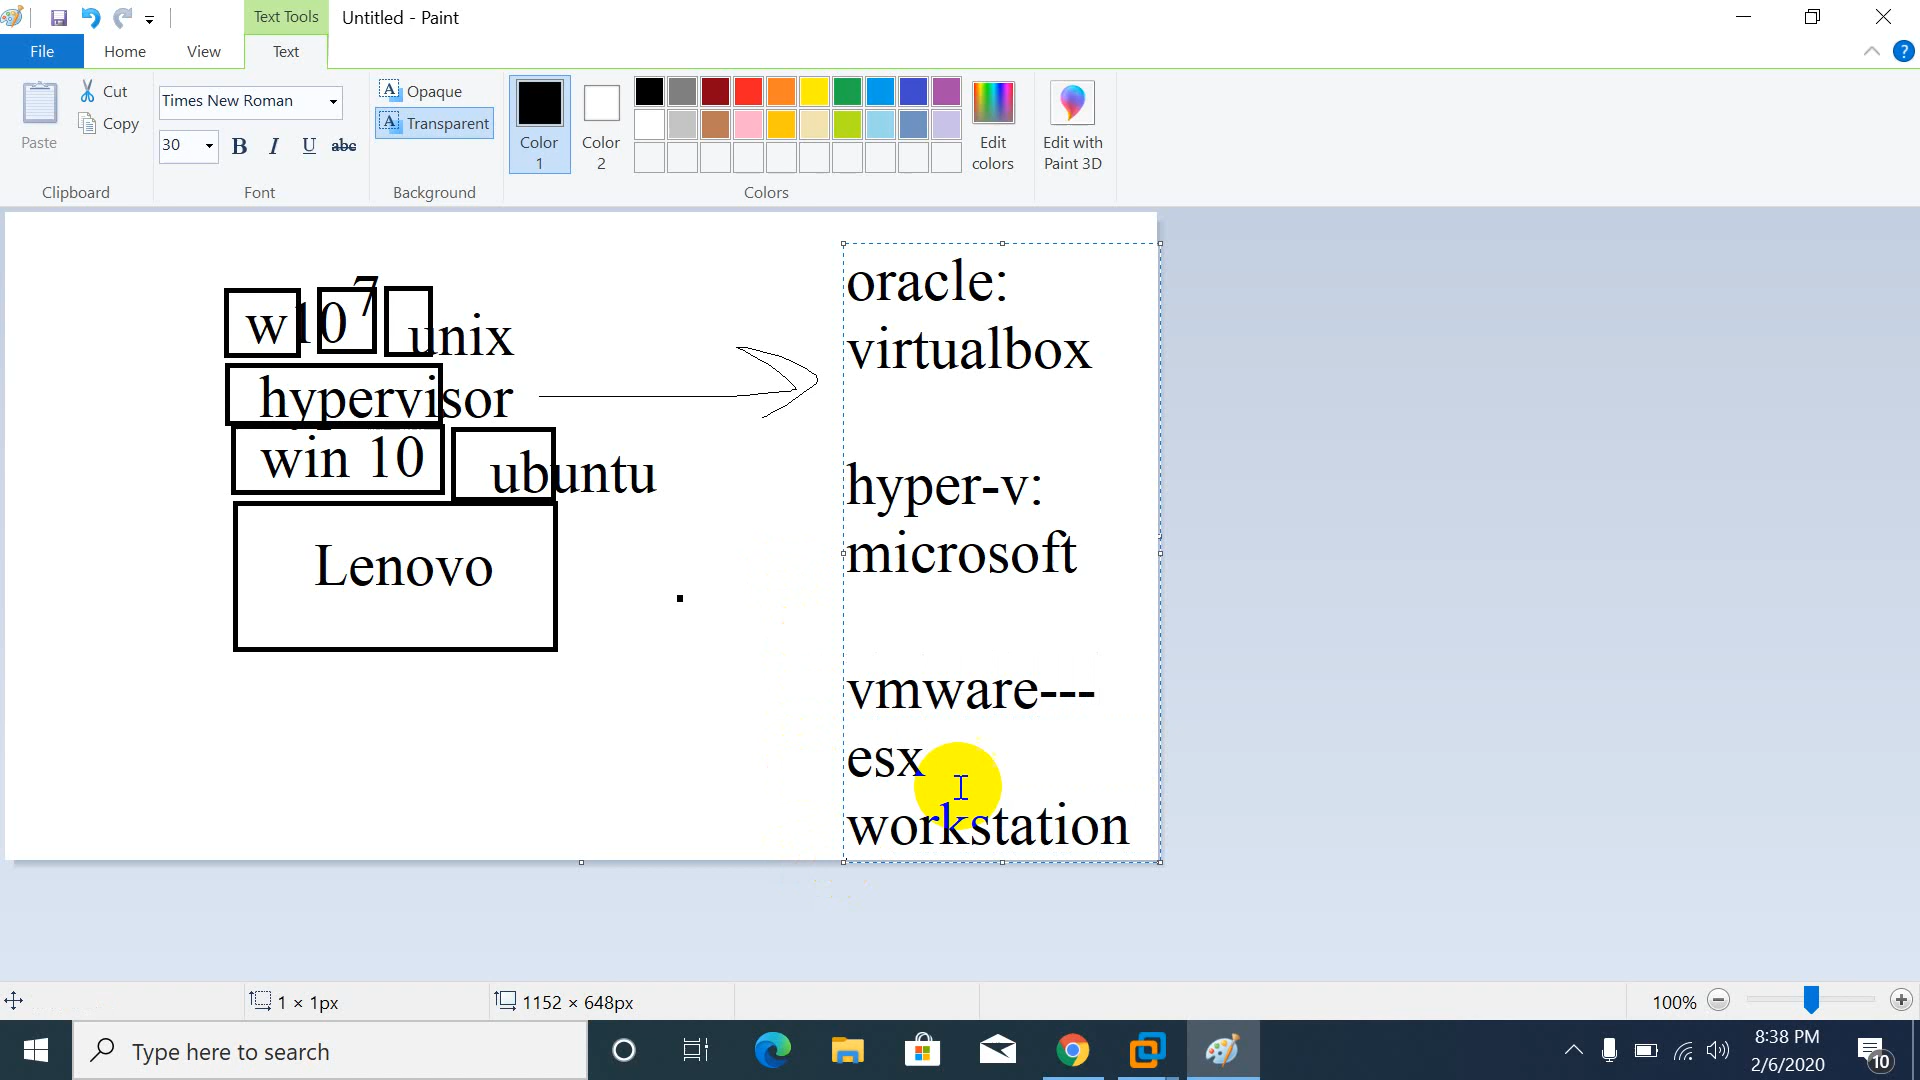 Text Tools
Untitled - Paint
File
Home
View
Text
Paste
Cut
Copy
Clipboard
Times New Roman
30
B I U abc
Font
Opaque
Transparent
Background
Color 1
Color 2
Colors
Edit colors
Edit with Paint 3D
w10
7
unix
hypervisor
win 10
ubuntu
Lenovo
oracle:
virtualbox
hyper-v:
microsoft
vmware---
esx
workstation
1 × 1px
1152 × 648px
100%
Type here to search
8:38 PM
2/6/2020
10